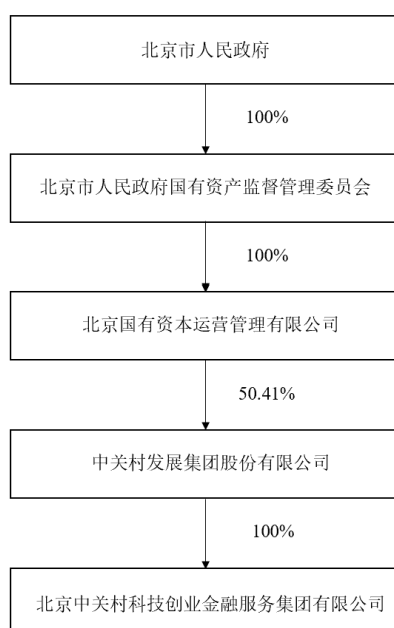 北京市人民政府
100%
北京市人民政府国有资产监督管理委员会
100%
北京国有资本运营管理有限公司
50.41%
中关村发展集团股份有限公司
100%
北京中关村科技创业金融服务集团有限公司